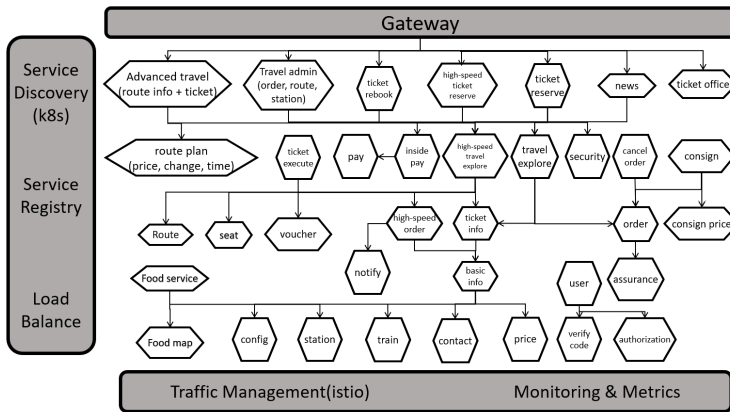 Gateway
Service
Discovery
(k8s)
Service
Registry
Load
Balance
Advanced travel
(route info + ticket)
Travel admin
(order, route,
station)
ticket
rebook
high-speed
ticket
reserve
ticket
reserve
news
ticket office
route plan
(price, change, time)
ticket
execute
pay
inside
pay
high-speed
travel
explore
travel
explore
security
cancel
order
consign
Route
seat
voucher
high-speed
order
ticket
info
order
consign price
notify
basic
info
user
assurance
Food service
Food map
config
station
train
contact
price
verify
code
authorization
Traffic Management(istio)
Monitoring & Metrics